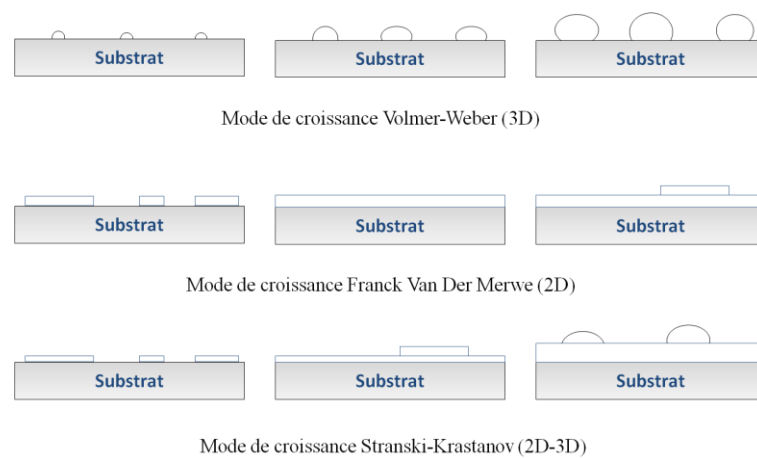 Substrat Substrat Substrat
Mode de croissance Volmer-Weber (3D)
Substrat Substrat Substrat
Mode de croissance Franck Van Der Merwe (2D)
Substrat Substrat Substrat
Mode de croissance Stranski-Krastanov (2D-3D)